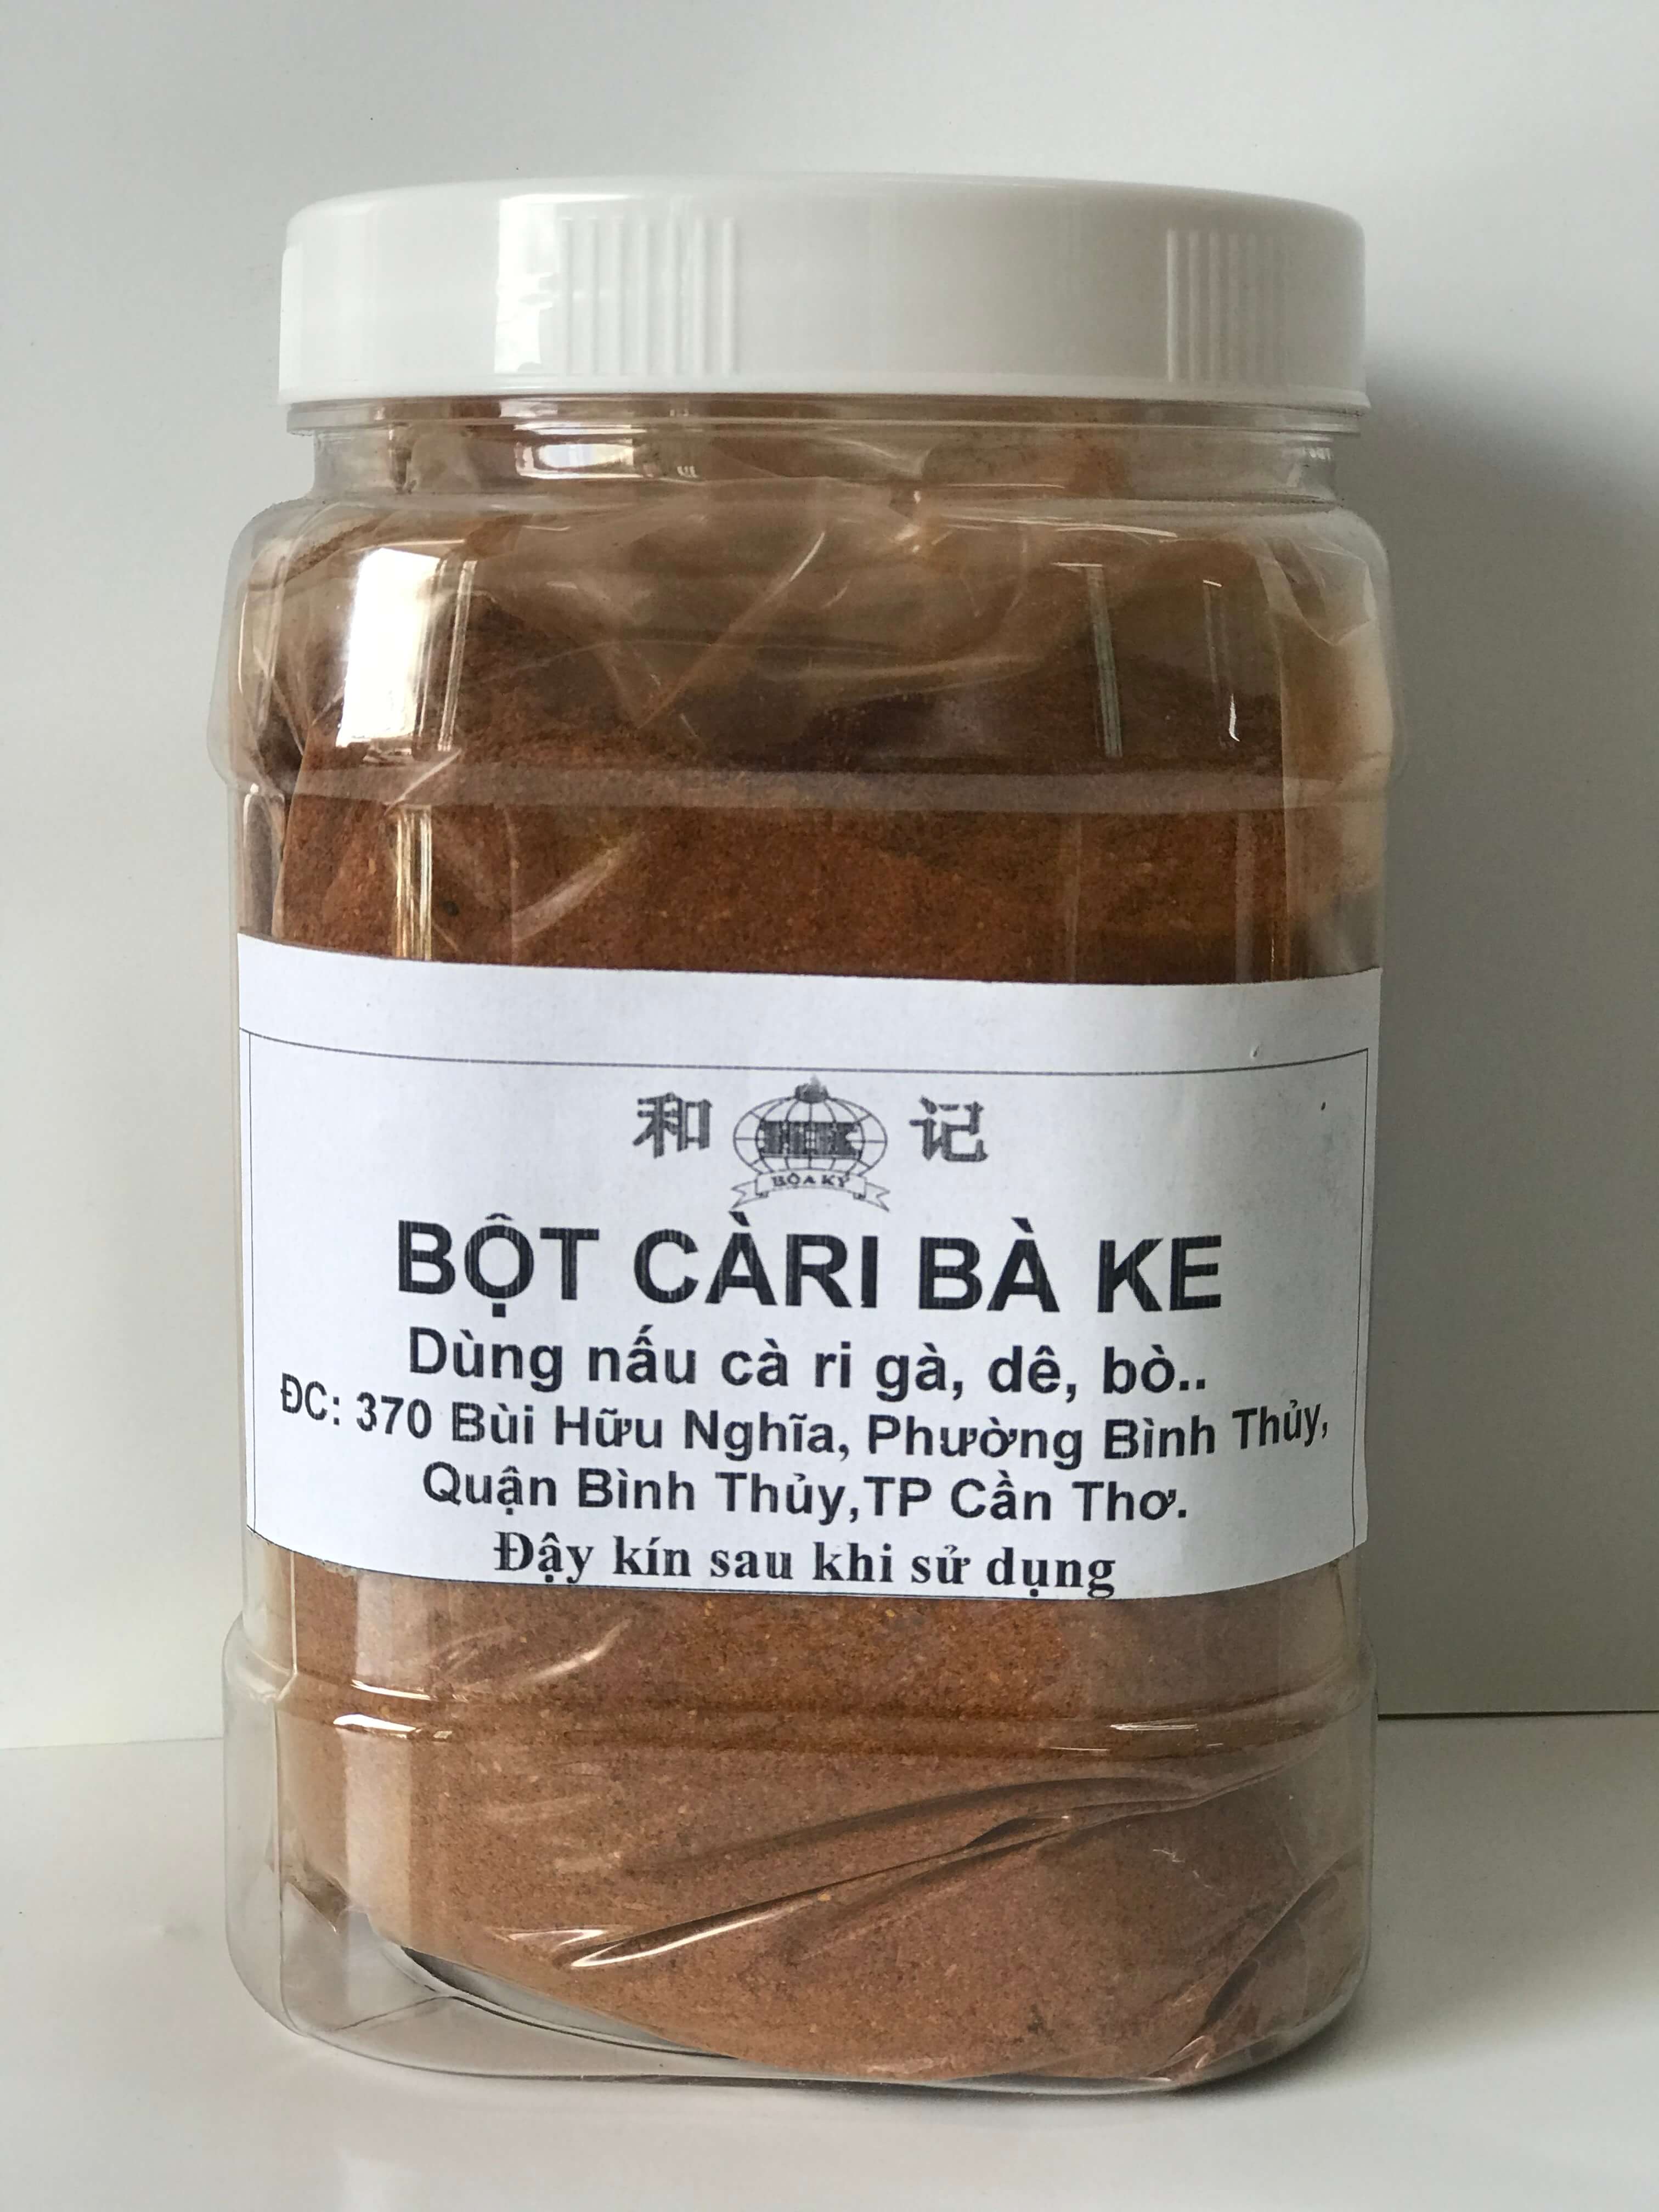 和 HK 记
HÒA KÝ
BỘT CÀRI BÀ KE
Dùng nấu cà ri gà, dê, bò..
ĐC: 370 Bùi Hữu Nghĩa, Phường Bình Thủy,
Quận Bình Thủy,TP Cần Thơ.
Đậy kín sau khi sử dụng